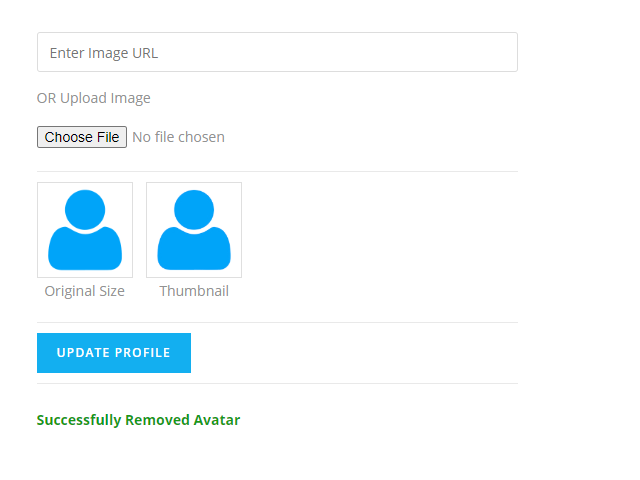 Enter Image URL
OR Upload Image
Choose File No file chosen
Original Size Thumbnail
UPDATE PROFILE
Successfully Removed Avatar